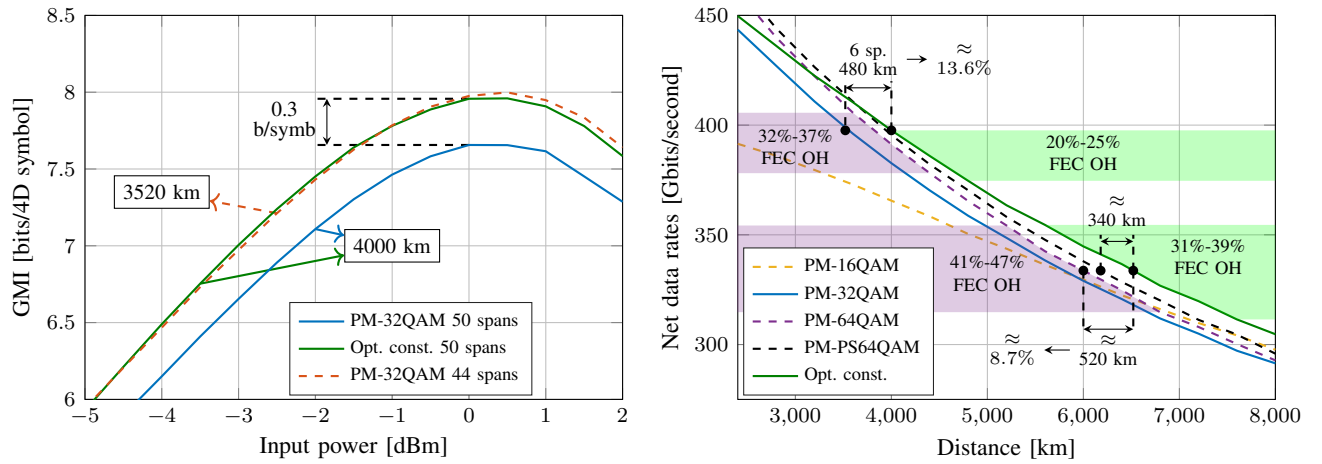 8.5
8
7.5
7
6.5
6
GMI [bits/4D symbol]
0.3
b/symb
3520 km
4000 km
PM-32QAM 50 spans
Opt. const. 50 spans
PM-32QAM 44 spans
−5
−4
−3
−2
−1
0
1
2
Input power [dBm]
450
400
350
300
Net data rates [Gbits/second]
6 sp.
480 km
≈
13.6%
32%-37%
FEC OH
20%-25%
FEC OH
≈
340 km
41%-47%
FEC OH
31%-39%
FEC OH
≈
8.7%
≈
520 km
PM-16QAM
PM-32QAM
PM-64QAM
PM-PS64QAM
Opt. const.
3,000
4,000
5,000
6,000
7,000
8,000
Distance [km]